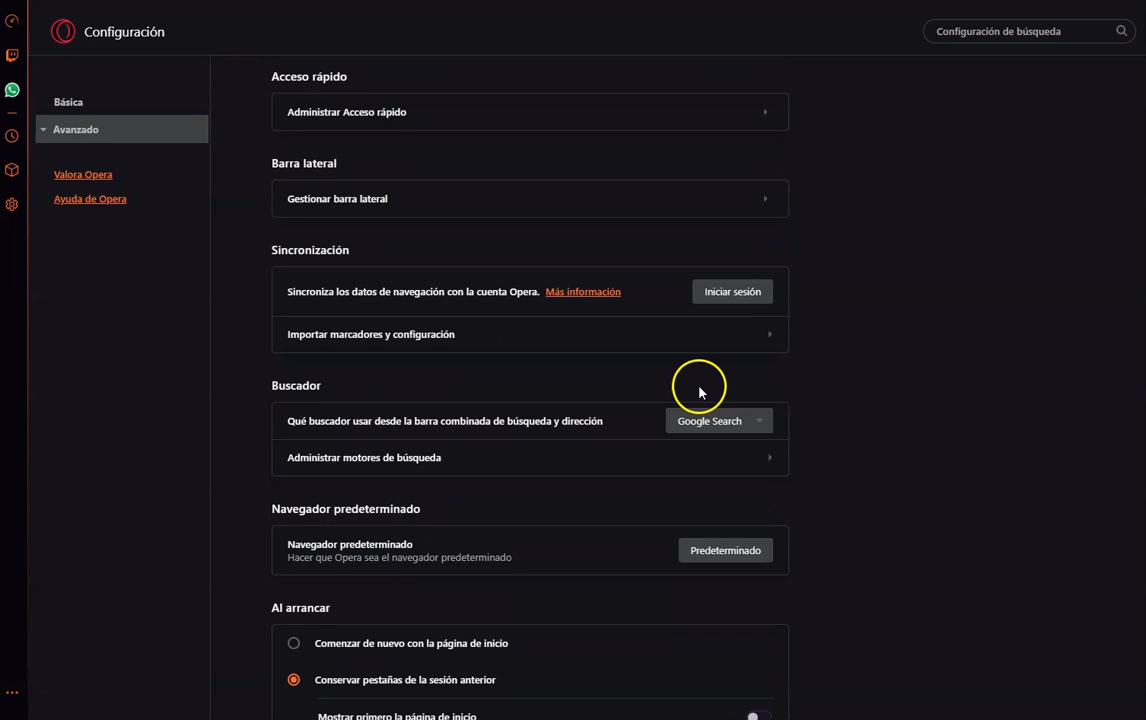 Configuración
Configuración de búsqueda
Básica
Avanzado
Valora Opera
Ayuda de Opera
Acceso rápido
Administrar Acceso rápido
Barra lateral
Gestionar barra lateral
Sincronización
Sincroniza los datos de navegación con la cuenta Opera. Más información
Iniciar sesión
Importar marcadores y configuración
Buscador
Qué buscador usar desde la barra combinada de búsqueda y dirección
Google Search
Administrar motores de búsqueda
Navegador predeterminado
Navegador predeterminado
Hacer que Opera sea el navegador predeterminado
Predeterminado
Al arrancar
Comenzar de nuevo con la página de inicio
Conservar pestañas de la sesión anterior
Mostrar primero la página de inicio